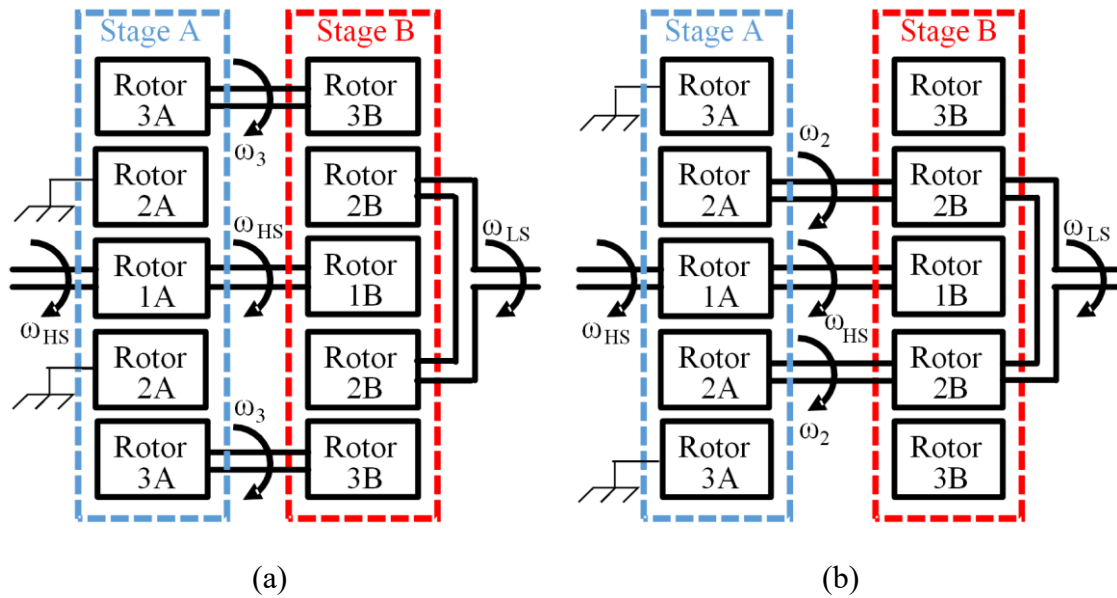 Stage A
Stage B
Rotor
3A
Rotor
3B
ω3
Rotor
2A
Rotor
2B
ωHS
ωLS
Rotor
1A
Rotor
1B
ωHS
Rotor
2A
Rotor
2B
ω3
Rotor
3A
Rotor
3B
(a)
Stage A
Stage B
Rotor
3A
Rotor
3B
ω2
Rotor
2A
Rotor
2B
ωLS
Rotor
1A
Rotor
1B
ωHS
ωHS
Rotor
2A
Rotor
2B
ω2
Rotor
3A
Rotor
3B
(b)